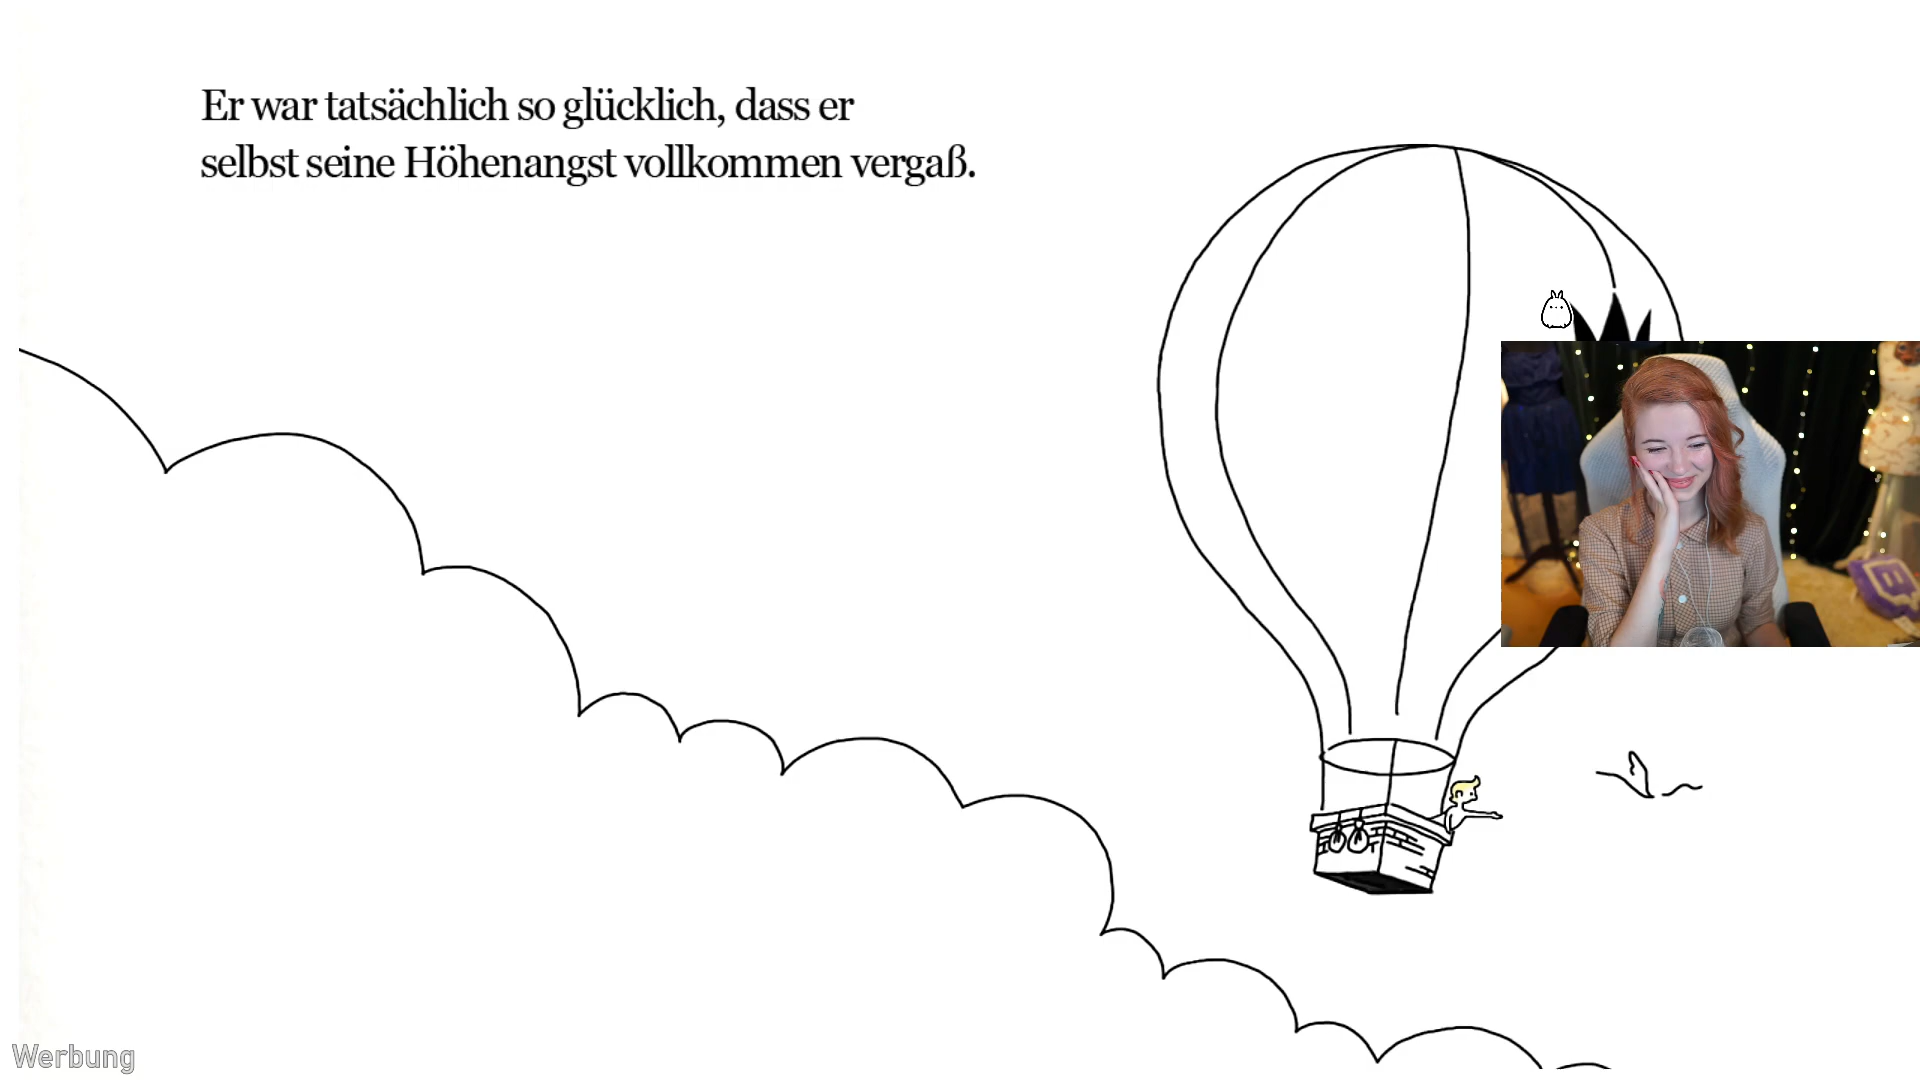 Er war tatsächlich so glücklich, dass er
selbst seine Höhenangst vollkommen vergaß.
Werbung